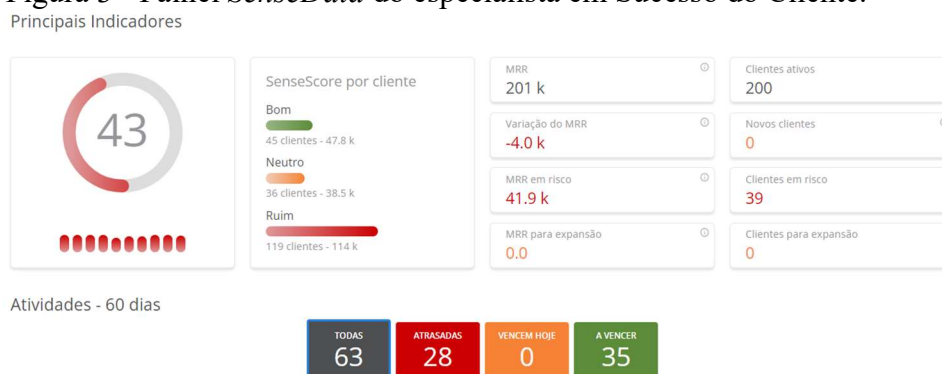 Figura 3 - Painel SenseData do especialista em Sucesso do Cliente.
Principais Indicadores
43
SenseScore por cliente
Bom
45 clientes - 47.8 k
Neutro
36 clientes - 38.5 k
Ruim
119 clientes - 114 k
MRR
201 k
Variação do MRR
-4.0 k
MRR em risco
41.9 k
MRR para expansão
0.0
Clientes ativos
200
Novos clientes
0
Clientes em risco
39
Clientes para expansão
0
Atividades - 60 dias
TODAS
63
ATRASADAS
28
VENCEM HOJE
0
A VENCER
35